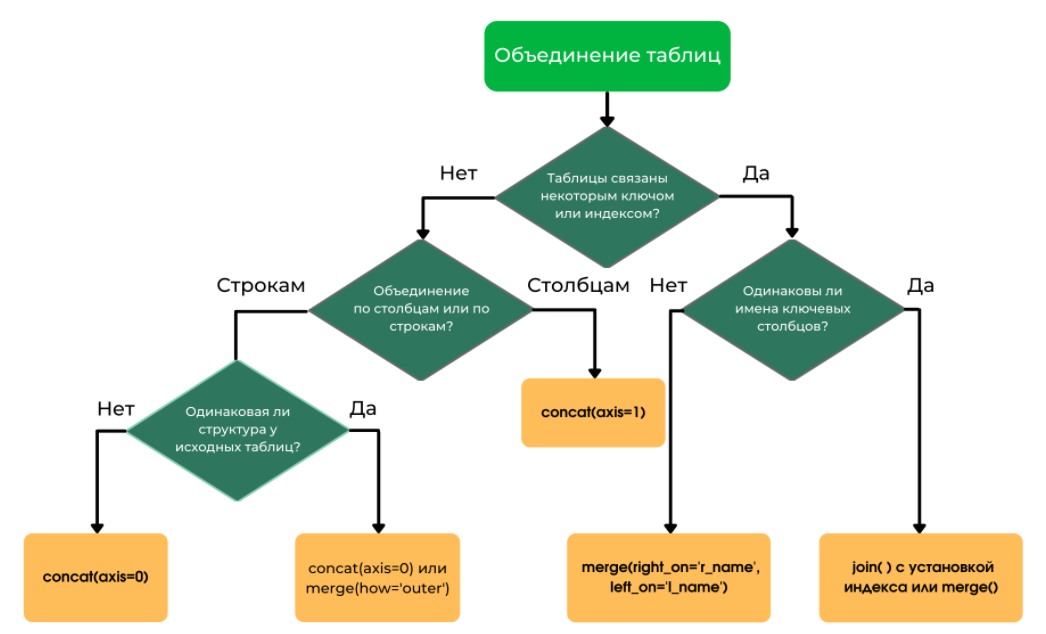 Объединение таблиц
Нет
Да
Таблицы связаны
некоторым ключом
или индексом?
Строкам
Столбцам
Нет
Да
Объединение
по столбцам или по
строкам?
Одинаковы ли
имена ключевых
столбцов?
Нет
Да
Одинаковая ли
структура у
исходных таблиц?
concat(axis=1)
concat(axis=0)
concat(axis=0) или
merge(how='outer')
merge(right_on='r_name',
left_on='l_name')
join( ) с установкой
индекса или merge()